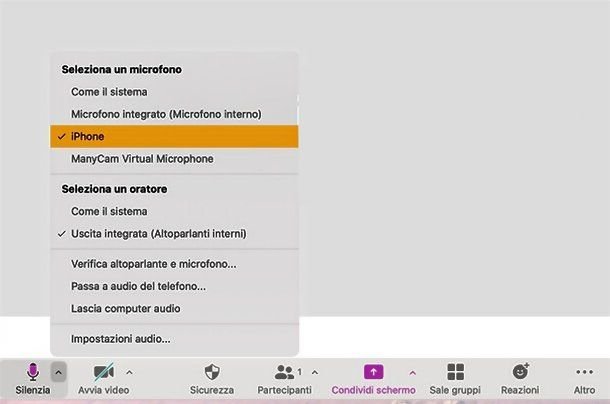 Seleziona un microfono
Come il sistema
Microfono integrato (Microfono interno)
✓ iPhone
ManyCam Virtual Microphone
Seleziona un oratore
Come il sistema
✓ Uscita integrata (Altoparlanti interni)
Verifica altoparlante e microfono...
Passa a audio del telefono...
Lascia computer audio
Impostazioni audio...
1
Silenzia Avvia video Sicurezza Partecipanti Condividi schermo Sale gruppi Reazioni Altro